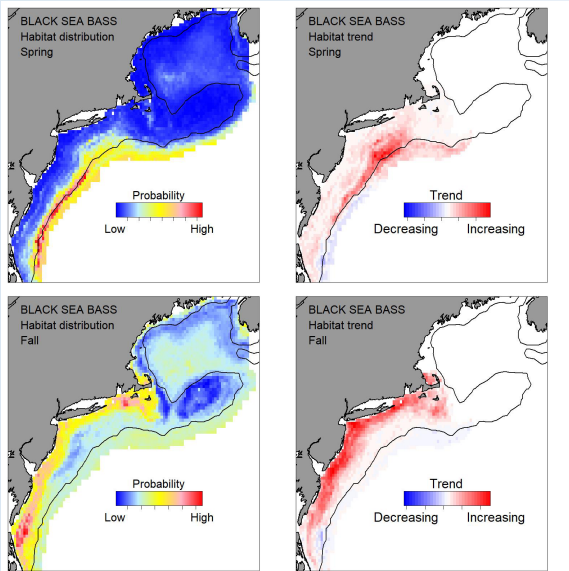 BLACK SEA BASS
Habitat distribution
Spring
Probability
Low High
BLACK SEA BASS
Habitat trend
Spring
Trend
Decreasing Increasing
BLACK SEA BASS
Habitat distribution
Fall
Probability
Low High
BLACK SEA BASS
Habitat trend
Fall
Trend
Decreasing Increasing